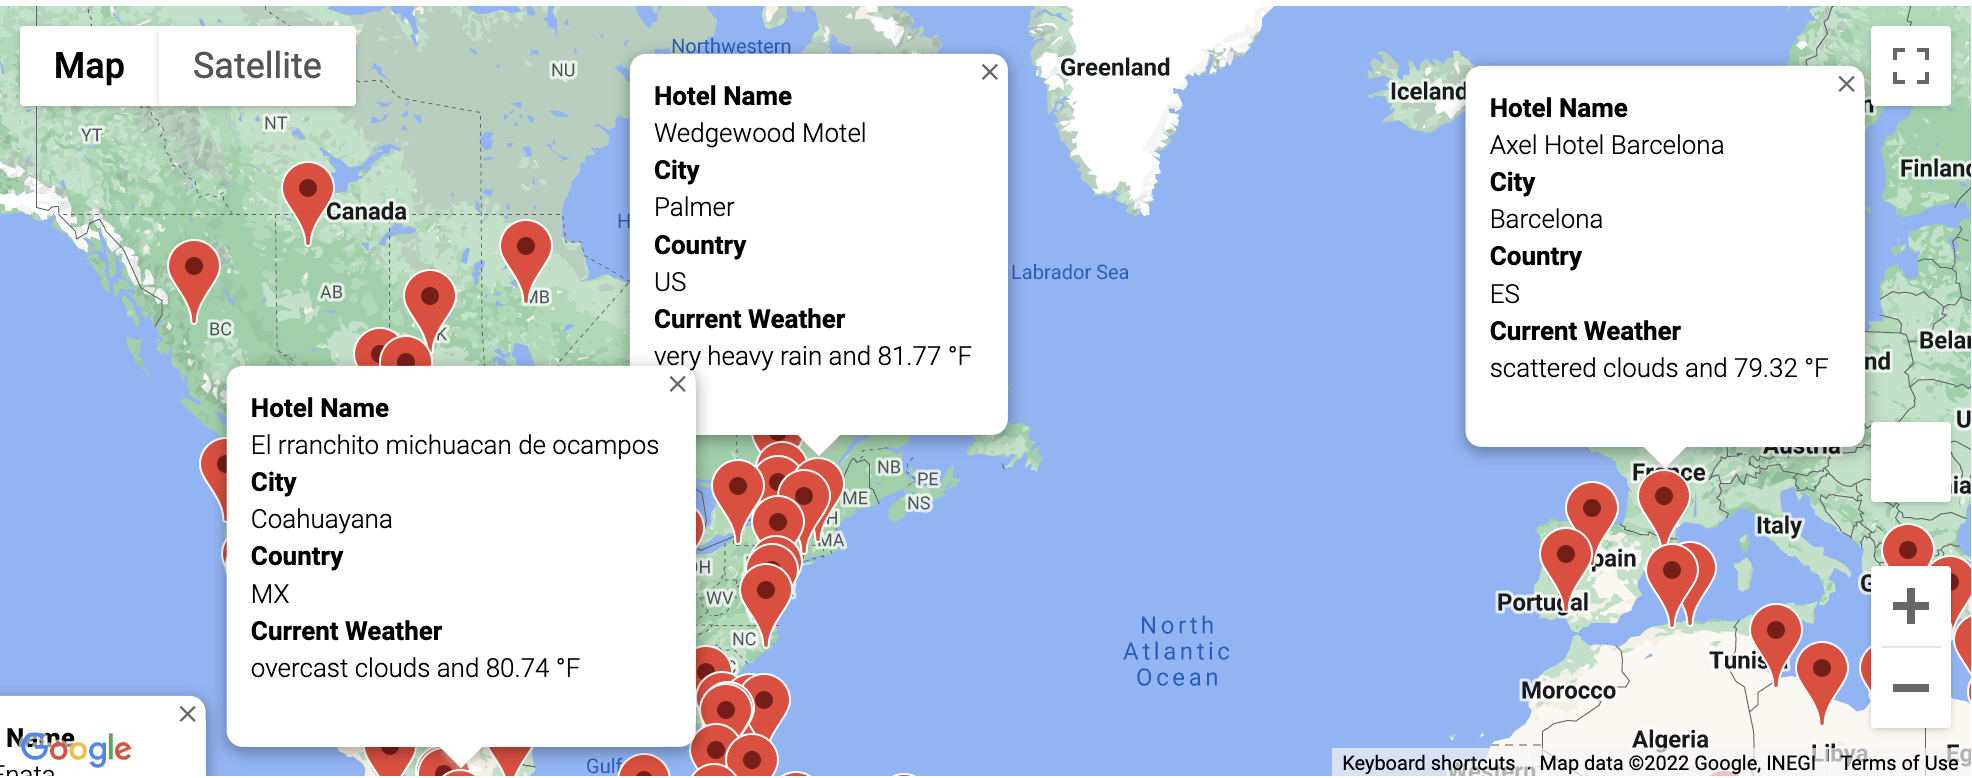 Map
Satellite
Northwestern
NU
NT
YT
Canada
BC
AB
MB
Greenland
Iceland
Labrador Sea
Finland
Hotel Name
Wedgewood Motel
City
Palmer
Country
US
Current Weather
very heavy rain and 81.77 °F
Hotel Name
Axel Hotel Barcelona
City
Barcelona
Country
ES
Current Weather
scattered clouds and 79.32 °F
Hotel Name
El rranchito michuacan de ocampos
City
Coahuayana
Country
MX
Current Weather
overcast clouds and 80.74 °F
NB
PE
NS
ME
MA
OH
WV
NC
North
Atlantic
Ocean
Gulf
Austria
France
Italy
Portugal
Morocco
Algeria
Libya
Western
Name
Google
Keyboard shortcuts
Map data ©2022 Google, INEGI
Terms of Use